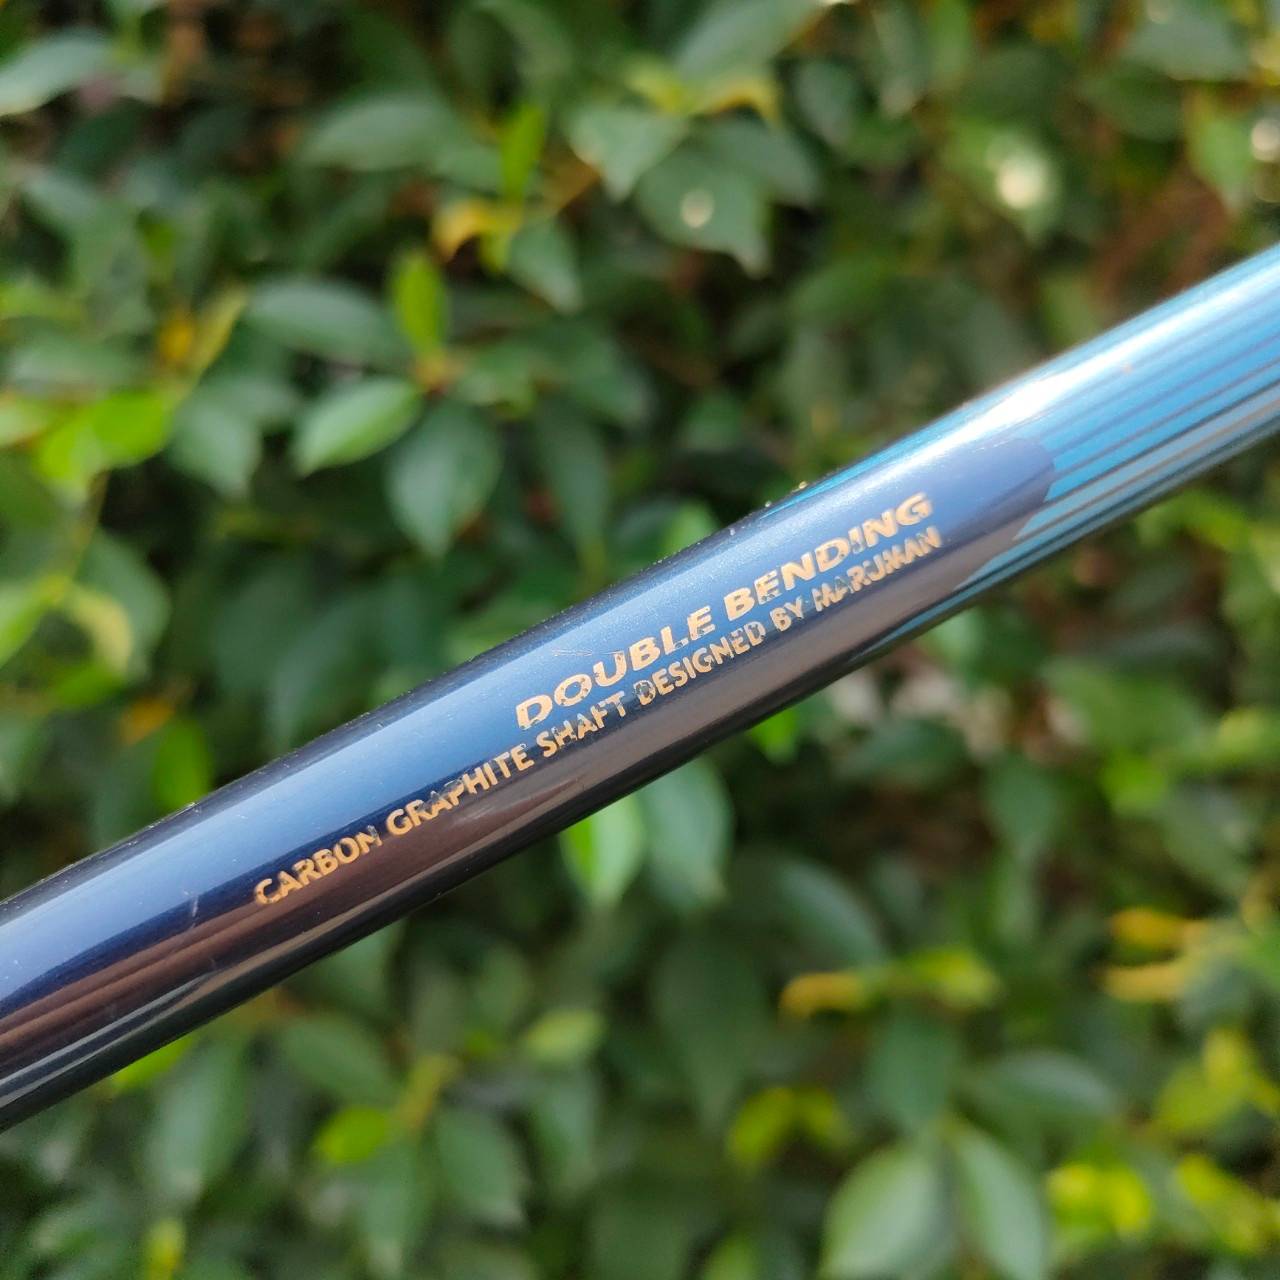 DOUBLE BENDING
CARBON GRAPHITE SHAFT DESIGNED BY MARUMAN